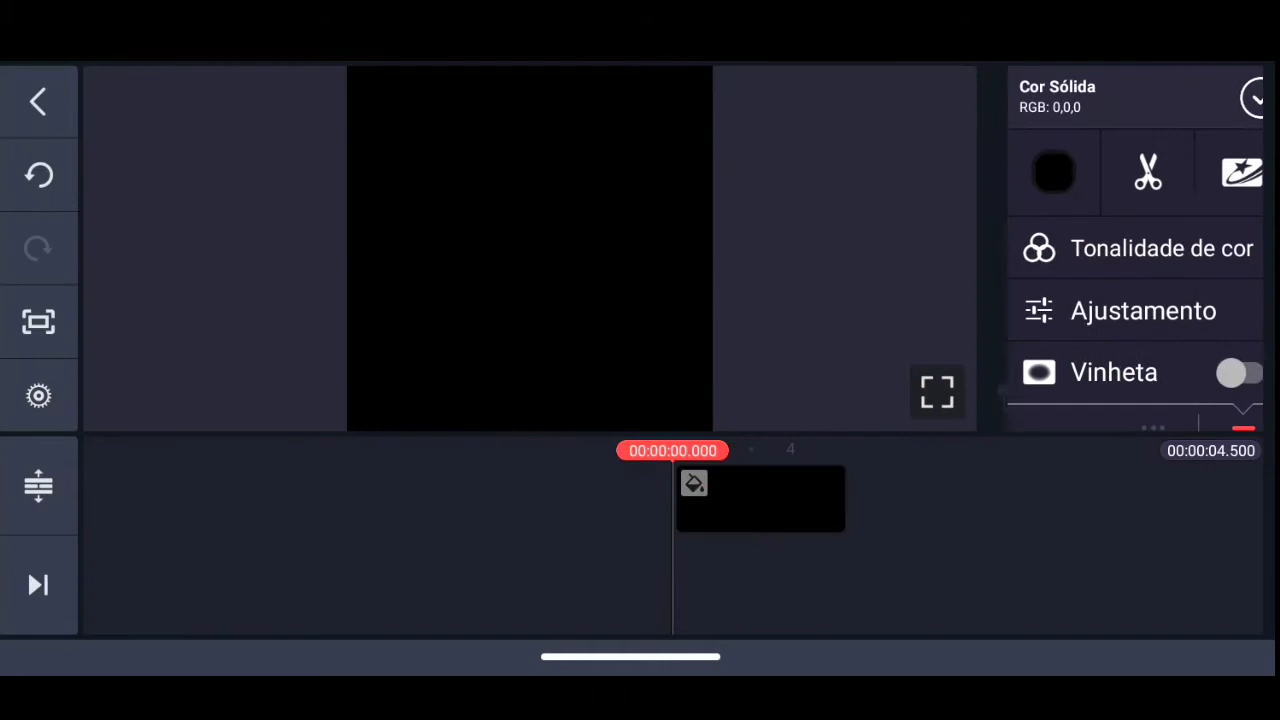 Cor Sólida
RGB: 0,0,0
Tonalidade de cor
Ajustamento
Vinheta
00:00:00.000
4
00:00:04.500